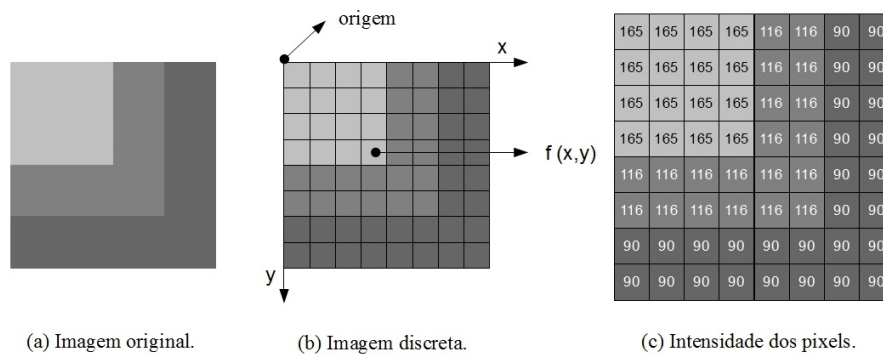 origem
x
f (x,y)
y
165 165 165 165 116 116 90 90
165 165 165 165 116 116 90 90
165 165 165 165 116 116 90 90
165 165 165 165 116 116 90 90
116 116 116 116 116 116 90 90
116 116 116 116 116 116 90 90
90 90 90 90 90 90 90 90
90 90 90 90 90 90 90 90
(a) Imagem original.
(b) Imagem discreta.
(c) Intensidade dos pixels.